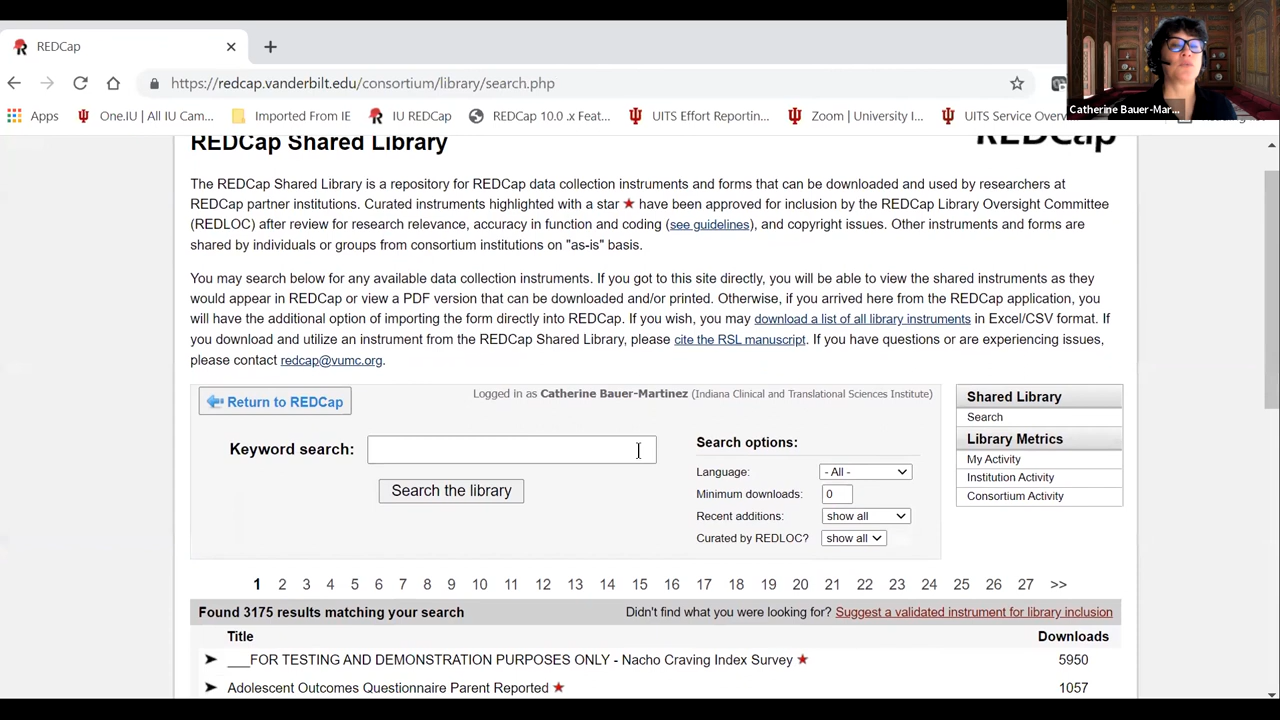 REDCap
Catherine Bauer-Mar...
https://redcap.vanderbilt.edu/consortium/library/search.php
Apps One.IU | All IU Cam... Imported From IE IU REDCap REDCap 10.0 .x Feat... UITS Effort Reportin... Zoom | University I... UITS Service Over
REDCap Shared Library
REDCap
The REDCap Shared Library is a repository for REDCap data collection instruments and forms that can be downloaded and used by researchers at
REDCap partner institutions. Curated instruments highlighted with a star ★ have been approved for inclusion by the REDCap Library Oversight Committee
(REDLOC) after review for research relevance, accuracy in function and coding (see guidelines), and copyright issues. Other instruments and forms are
shared by individuals or groups from consortium institutions on "as-is" basis.
You may search below for any available data collection instruments. If you got to this site directly, you will be able to view the shared instruments as they
would appear in REDCap or view a PDF version that can be downloaded and/or printed. Otherwise, if you arrived here from the REDCap application, you
will have the additional option of importing the form directly into REDCap. If you wish, you may download a list of all library instruments in Excel/CSV format. If
you download and utilize an instrument from the REDCap Shared Library, please cite the RSL manuscript. If you have questions or are experiencing issues,
please contact redcap@vumc.org.
Return to REDCap
Logged in as Catherine Bauer-Martinez (Indiana Clinical and Translational Sciences Institute)
Keyword search:
Search the library
Search options:
Language: - All -
Minimum downloads: 0
Recent additions: show all
Curated by REDLOC? show all
Shared Library
Search
Library Metrics
My Activity
Institution Activity
Consortium Activity
1 2 3 4 5 6 7 8 9 10 11 12 13 14 15 16 17 18 19 20 21 22 23 24 25 26 27 >>
Found 3175 results matching your search
Didn't find what you were looking for? Suggest a validated instrument for library inclusion
Title Downloads
___FOR TESTING AND DEMONSTRATION PURPOSES ONLY - Nacho Craving Index Survey ★ 5950
Adolescent Outcomes Questionnaire Parent Reported ★ 1057